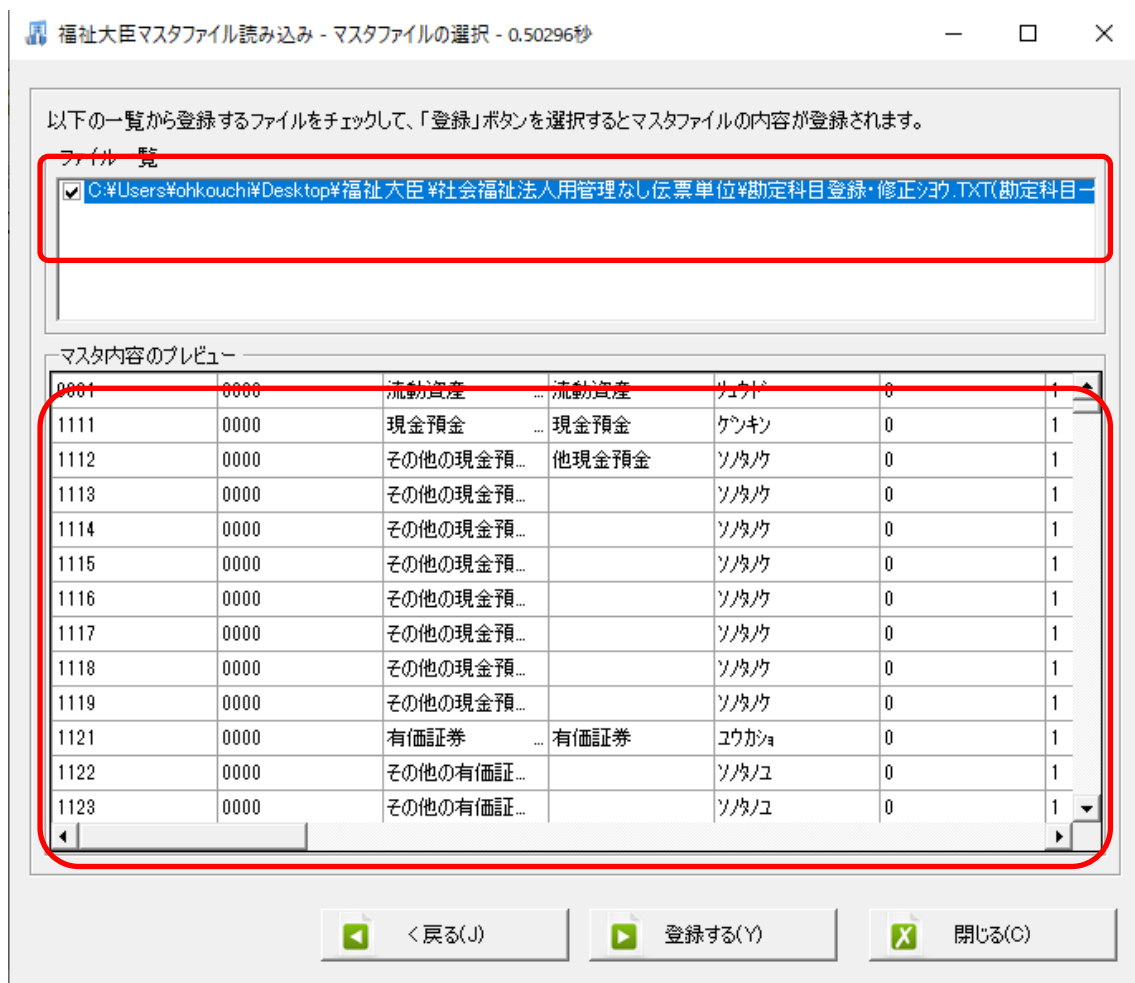 福祉大臣マスタファイル読み込み - マスタファイルの選択 - 0.50296秒
以下の一覧から登録するファイルをチェックして、「登録」ボタンを選択するとマスタファイルの内容が登録されます。
ファイル一覧
C:¥Users¥ohkouchi¥Desktop¥福祉大臣¥社会福祉法人用管理なし伝票単位¥勘定科目登録・修正ｼﾖｳ.TXT(勘定科目一
マスタ内容のプレビュー
0001 0000 流動資産 ... 流動資産 ﾘｭｳﾄﾞ 0 1
1111 0000 現金預金 ... 現金預金 ｹﾞﾝｷﾝ 0 1
1112 0000 その他の現金預... 他現金預金 ｿﾉﾀﾉｹ 0 1
1113 0000 その他の現金預... ｿﾉﾀﾉｹ 0 1
1114 0000 その他の現金預... ｿﾉﾀﾉｹ 0 1
1115 0000 その他の現金預... ｿﾉﾀﾉｹ 0 1
1116 0000 その他の現金預... ｿﾉﾀﾉｹ 0 1
1117 0000 その他の現金預... ｿﾉﾀﾉｹ 0 1
1118 0000 その他の現金預... ｿﾉﾀﾉｹ 0 1
1119 0000 その他の現金預... ｿﾉﾀﾉｹ 0 1
1121 0000 有価証券 ... 有価証券 ﾕｳｶｼｮ 0 1
1122 0000 その他の有価証... ｿﾉﾀﾉﾕ 0 1
1123 0000 その他の有価証... ｿﾉﾀﾉﾕ 0 1
< 戻る(J) 登録する(Y) 閉じる(C)